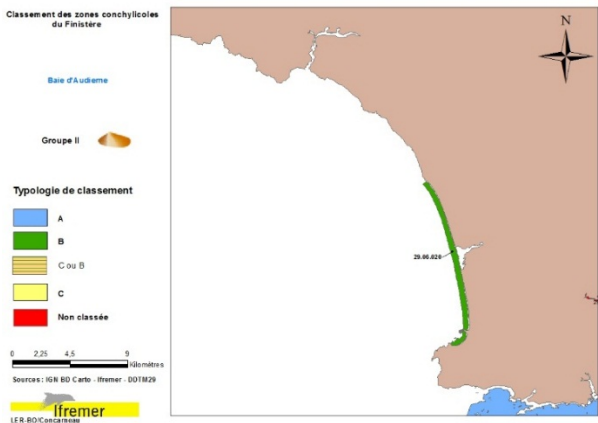 Classement des zones conchylicoles
du Finistère
Baie d'Audierne
Groupe II
Typologie de classement
A
B
C ou B
C
Non classée
0 2,25 4,5 9
Kilomètres
Sources : IGN BD Carto - Ifremer - DDTM29
Ifremer
LER-BO/Concarneau
N
29.06.020